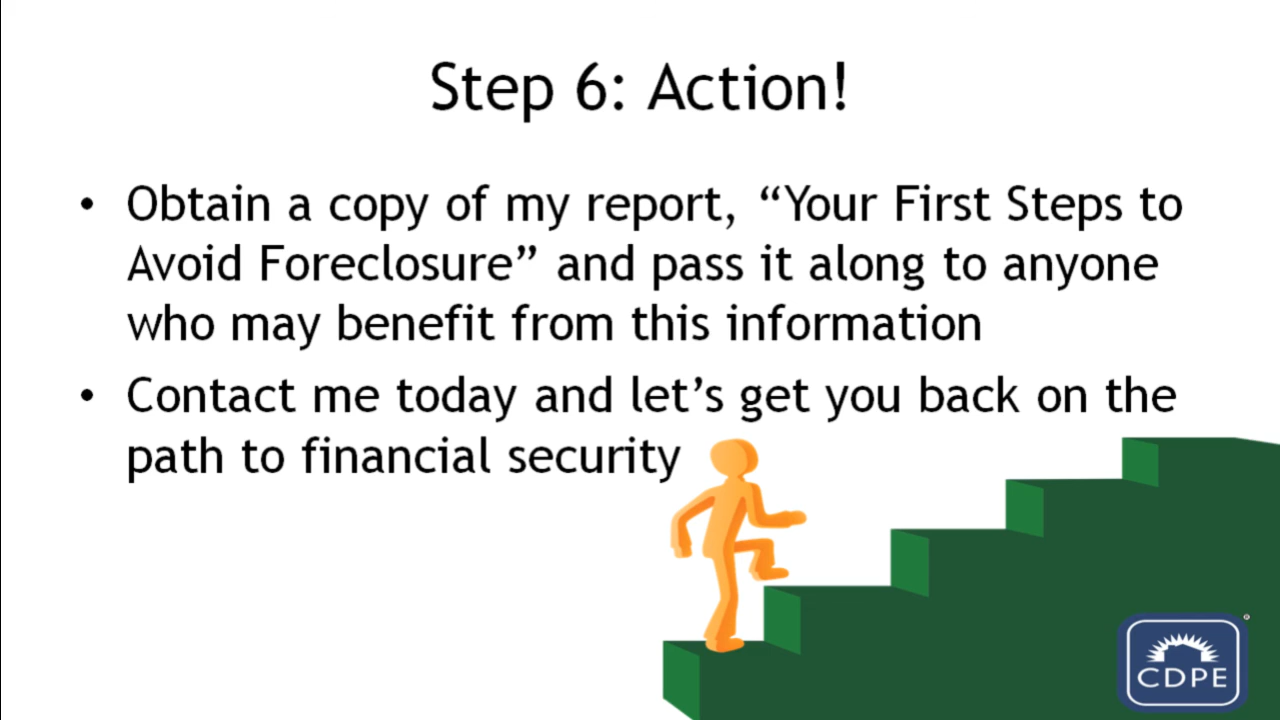 Step 6: Action!
• Obtain a copy of my report, “Your First Steps to
Avoid Foreclosure” and pass it along to anyone
who may benefit from this information
• Contact me today and let’s get you back on the
path to financial security
CDPE